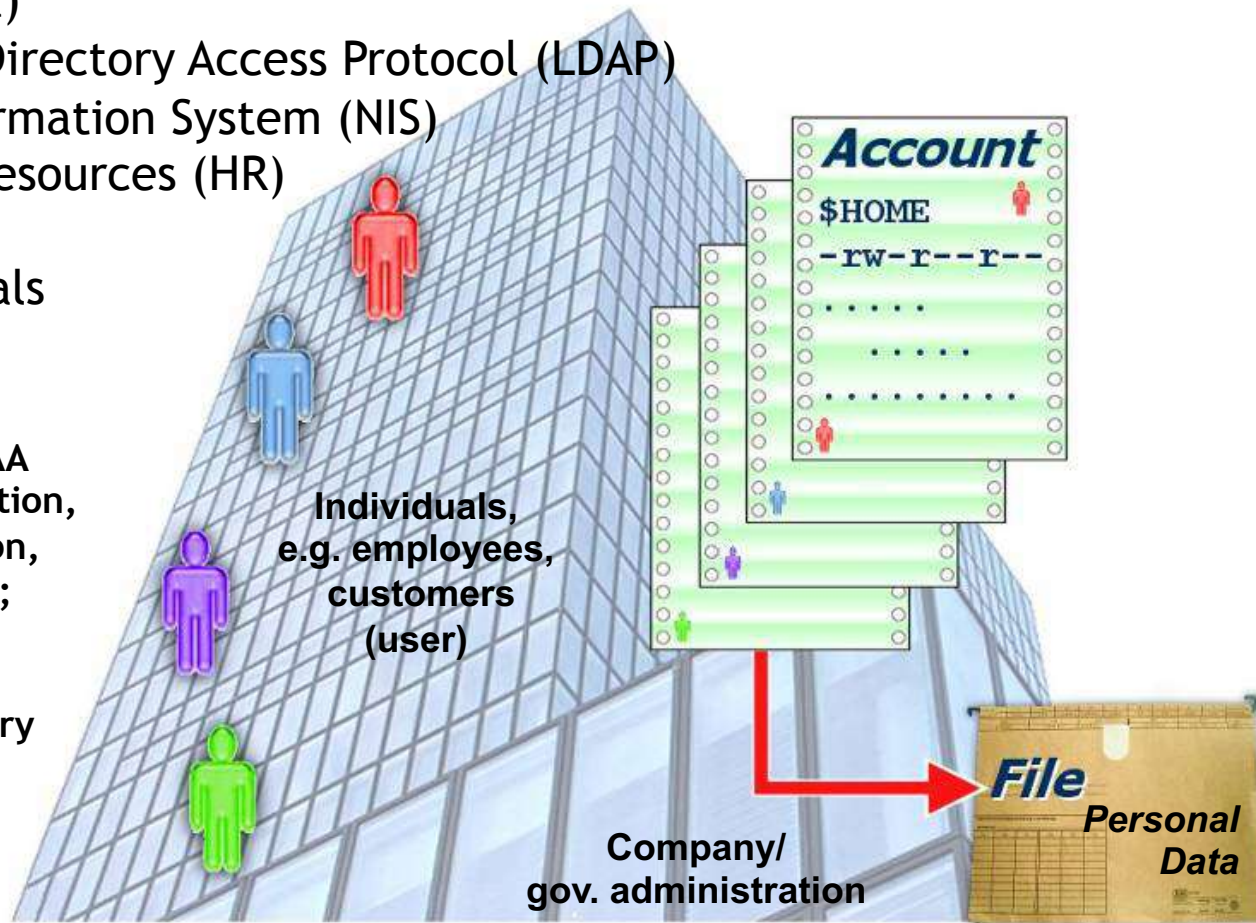 Directory Access Protocol (LDAP)
ormation System (NIS)
esources (HR)
als
AA
tion,
on,
;
ry
Individuals,
e.g. employees,
customers
(user)
Account
$HOME
-rw-r--r--
. . . . .
. . . . .
. . . . . . . . .
Company/
gov. administration
File
Personal
Data